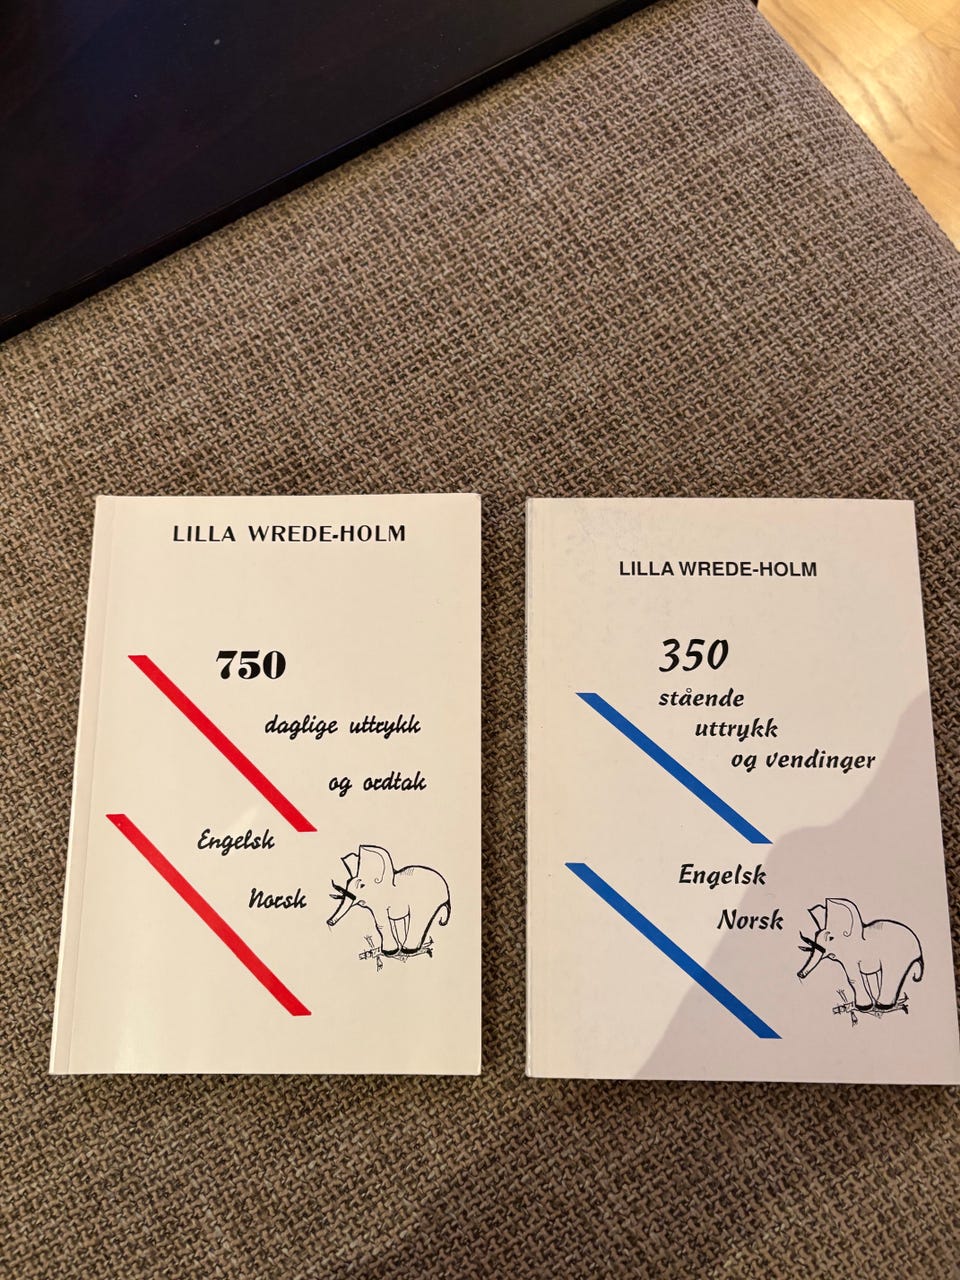 LILLA WREDE-HOLM
750
daglige uttrykk
og ordtak
Engelsk
Norsk
LILLA WREDE-HOLM
350
stående
uttrykk
og vendinger
Engelsk
Norsk